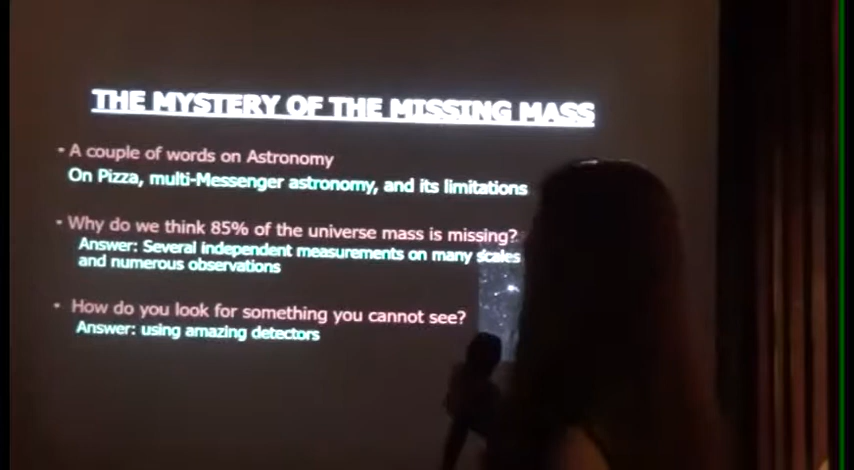 THE MYSTERY OF THE MISSING MASS
• A couple of words on Astronomy
On Pizza, multi-Messenger astronomy, and its limitations
• Why do we think 85% of the universe mass is missing?
Answer: Several independent measurements on many scales
and numerous observations
• How do you look for something you cannot see?
Answer: using amazing detectors